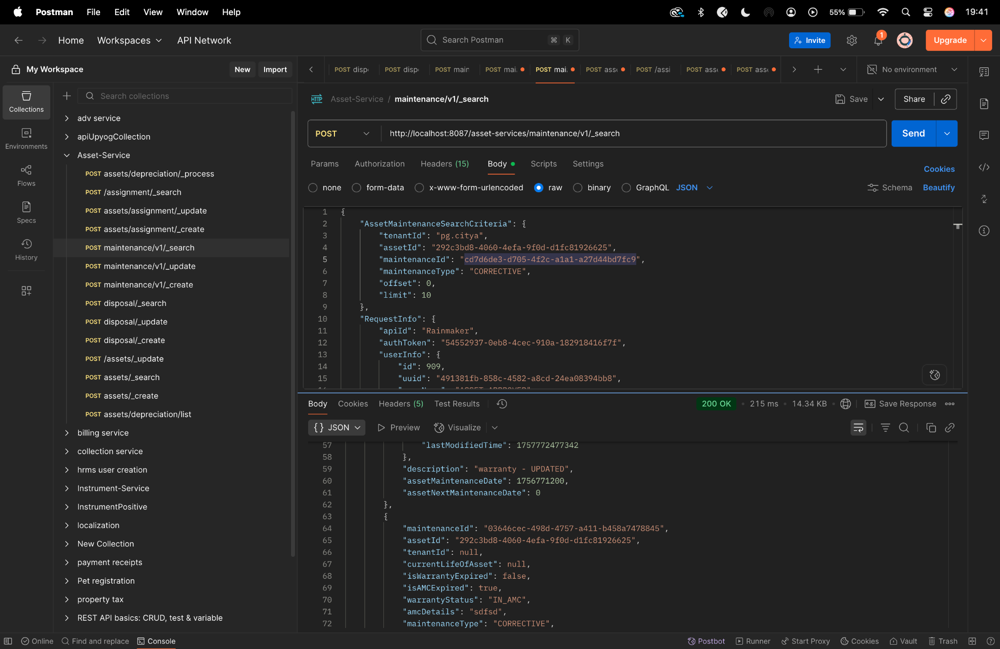 Postman File Edit View Window Help 55% 19:41
Home Workspaces API Network Search Postman ⌘ K Invite 1 Upgrade
My Workspace New Import
POST disp POST disp POST main POST mai. POST mai. POST ass POST /assi POST ass POST ass No environment
Collections
Environments
Flows
Specs
History
Search collections
adv service
apiUpyogCollection
Asset-Service
POST assets/depreciation/_process
POST /assignment/_search
POST assets/assignment/_update
POST assets/assignment/_create
POST maintenance/v1/_search
POST maintenance/v1/_update
POST maintenance/v1/_create
POST disposal/_search
POST disposal/_update
POST disposal/_create
POST /assets/_update
POST assets/_search
POST assets/_create
POST assets/depreciation/list
billing service
collection service
hrms user creation
Instrument-Service
InstrumentPositive
localization
New Collection
payment receipts
Pet registration
property tax
REST API basics: CRUD, test & variable
HTTP Asset-Service / maintenance/v1/_search Save Share
POST http://localhost:8087/asset-services/maintenance/v1/_search Send
Params Authorization Headers (15) Body Scripts Settings Cookies
none form-data x-www-form-urlencoded raw binary GraphQL JSON Schema Beautify
1 {
2 "AssetMaintenanceSearchCriteria": {
3 "tenantId": "pg.citya",
4 "assetId": "292c3bd8-4060-4efa-9f0d-d1fc81926625",
5 "maintenanceId": "cd7d6de3-d705-4f2c-a1a1-a27d44bd7fc9",
6 "maintenanceType": "CORRECTIVE",
7 "offset": 0,
8 "limit": 10
9 },
10 "RequestInfo": {
11 "apiId": "Rainmaker",
12 "authToken": "54552937-0eb8-4cec-910a-182918416f7f",
13 "userInfo": {
14 "id": 909,
15 "uuid": "491381fb-858c-4582-a8cd-24ea08394bb8",
Body Cookies Headers (5) Test Results 200 OK 215 ms 14.34 KB e.g. Save Response
{} JSON Preview Visualize
57 "lastModifiedTime": 1757772477342
58 },
59 "description": "warranty - UPDATED",
60 "assetMaintenanceDate": 1756771200,
61 "assetNextMaintenanceDate": 0
62 },
63 {
64 "maintenanceId": "03646cec-498d-4757-a411-b458a7478845",
65 "assetId": "292c3bd8-4060-4efa-9f0d-d1fc81926625",
66 "tenantId": null,
67 "currentLifeOfAsset": null,
68 "isWarrantyExpired": false,
69 "isAMCExpired": true,
70 "warrantyStatus": "IN_AMC",
71 "amcDetails": "sdfsd",
72 "maintenanceType": "CORRECTIVE",
Online Find and replace Console Postbot Runner Start Proxy Cookies Vault Trash